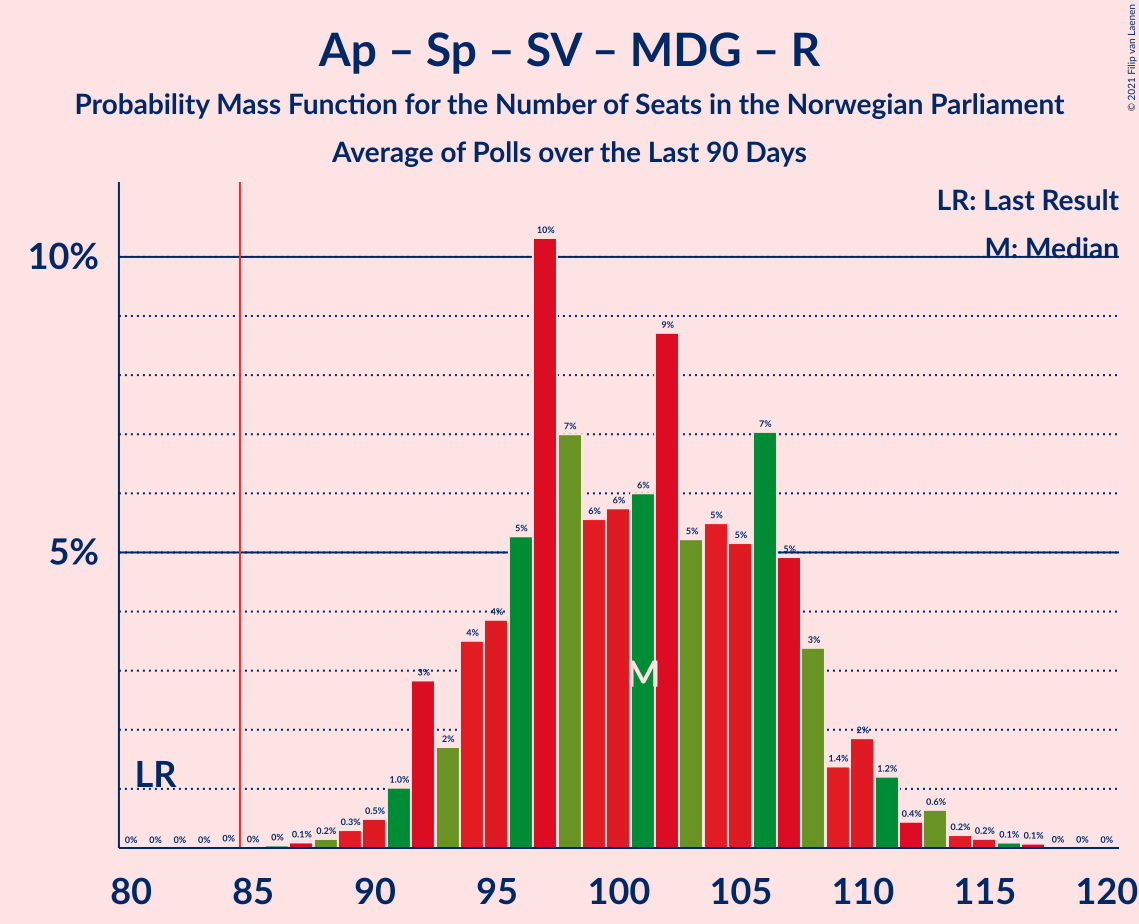 Ap – Sp – SV – MDG – R
Probability Mass Function for the Number of Seats in the Norwegian Parliament
Average of Polls over the Last 90 Days
© 2021 Filip van Laenen
LR: Last Result
M: Median
10%
5%
LR
M
0% 0% 0% 0% 0% 0% 0% 0.1% 0.2% 0.3% 0.5% 1.0% 3% 2% 4% 4% 5% 10% 7% 6% 6% 6% 9% 5% 5% 5% 7% 5% 3% 1.4% 2% 1.2% 0.4% 0.6% 0.2% 0.2% 0.1% 0.1% 0% 0% 0%
80 85 90 95 100 105 110 115 120